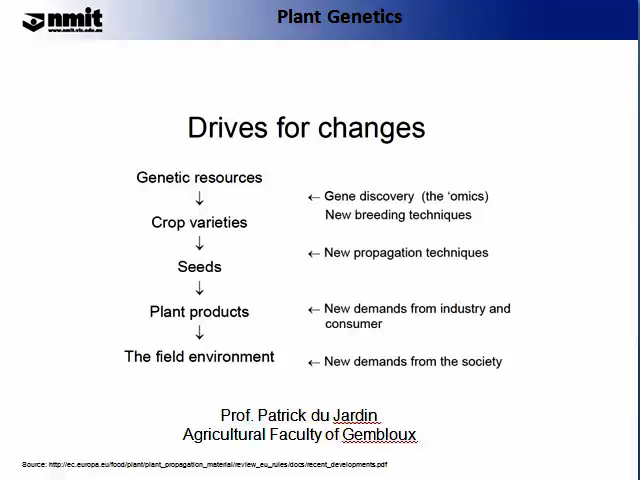 nmit
www.nmit.vic.edu.au
Plant Genetics
Drives for changes
Genetic resources
↓
← Gene discovery (the 'omics)
New breeding techniques
Crop varieties
↓
← New propagation techniques
Seeds
↓
Plant products
← New demands from industry and
consumer
↓
The field environment
← New demands from the society
Prof. Patrick du Jardin
Agricultural Faculty of Gembloux
Source: http://ec.europa.eu/food/plant/plant_propagation_material/review_eu_rules/docs/recent_developments.pdf